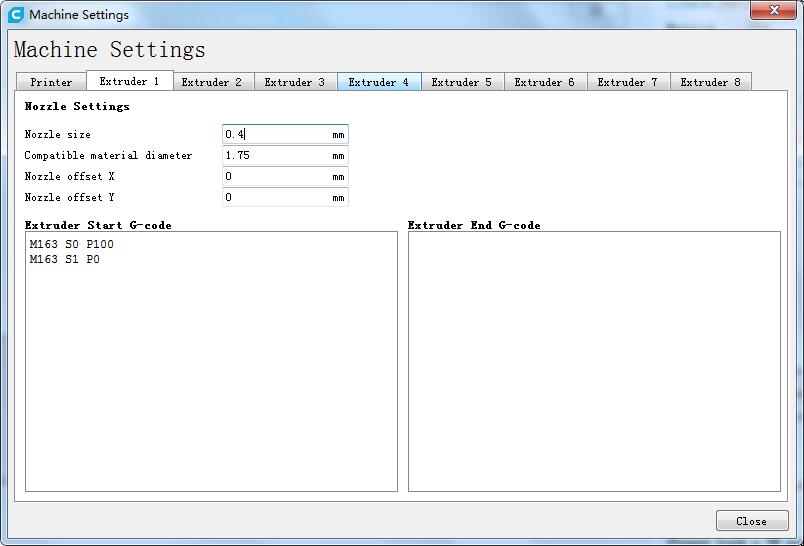 Machine Settings
Machine Settings
Printer Extruder 1 Extruder 2 Extruder 3 Extruder 4 Extruder 5 Extruder 6 Extruder 7 Extruder 8
Nozzle Settings
Nozzle size 0.4 mm
Compatible material diameter 1.75 mm
Nozzle offset X 0 mm
Nozzle offset Y 0 mm
Extruder Start G-code Extruder End G-code
M163 S0 P100
M163 S1 P0
Close